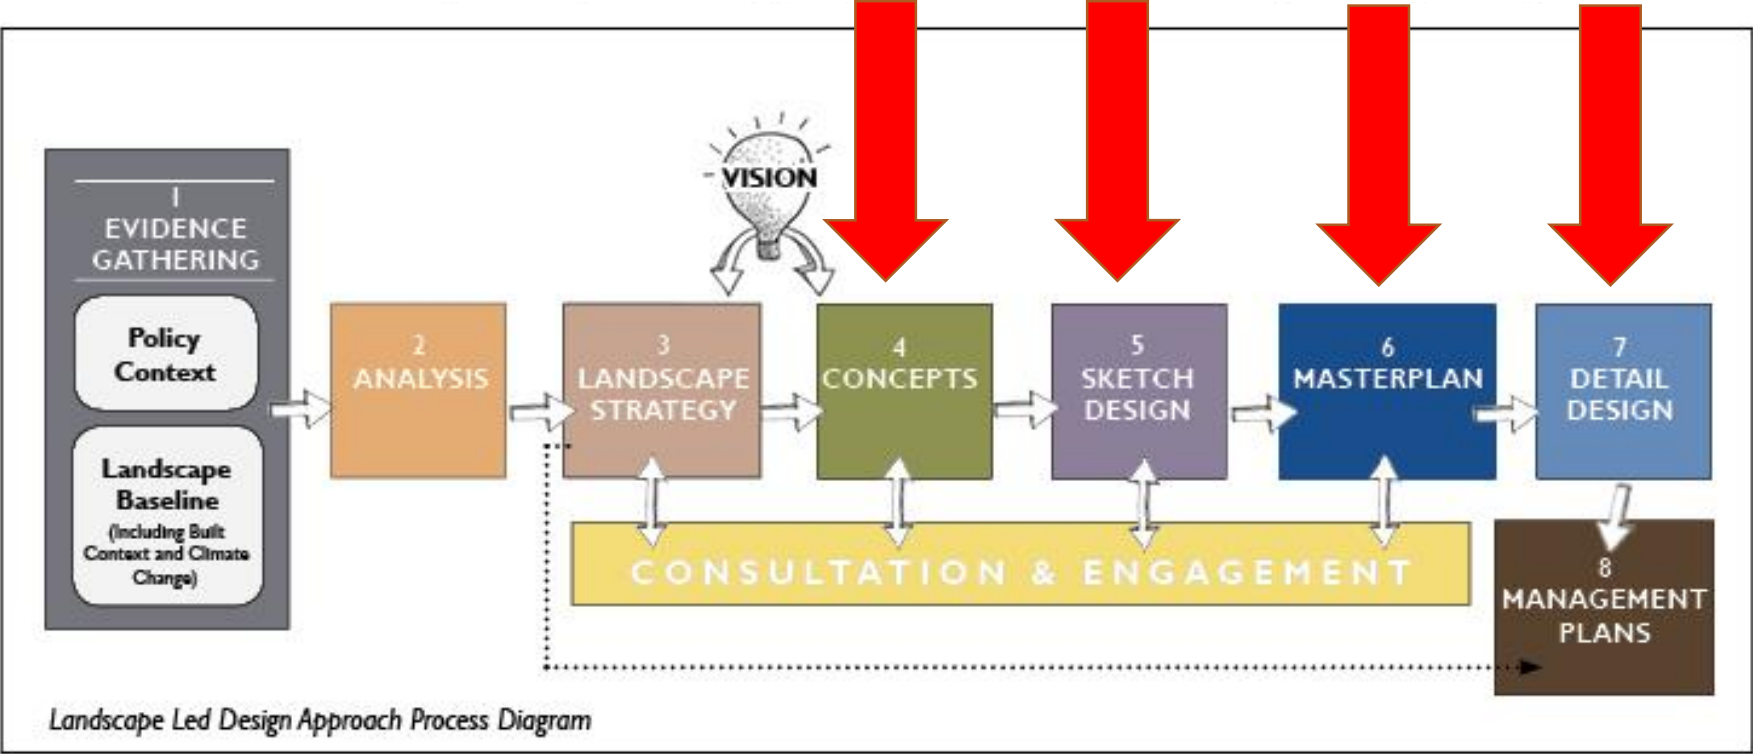 1
EVIDENCE
GATHERING
Policy
Context
Landscape
Baseline
(Including Built
Context and Climate
Change)
2
ANALYSIS
3
LANDSCAPE
STRATEGY
VISION
4
CONCEPTS
5
SKETCH
DESIGN
6
MASTERPLAN
7
DETAIL
DESIGN
CONSULTATION & ENGAGEMENT
8
MANAGEMENT
PLANS
Landscape Led Design Approach Process Diagram